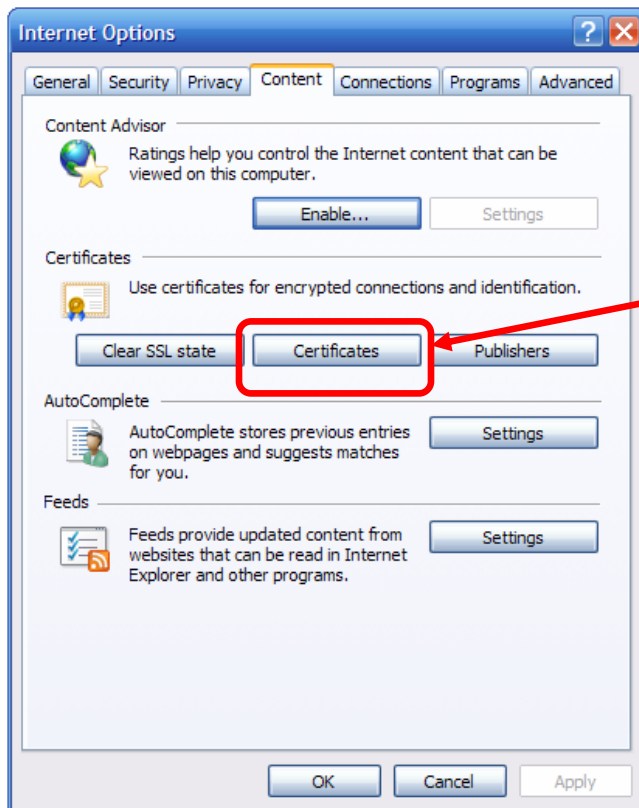 Internet Options
General Security Privacy Content Connections Programs Advanced
Content Advisor
Ratings help you control the Internet content that can be
viewed on this computer.
Enable... Settings
Certificates
Use certificates for encrypted connections and identification.
Clear SSL state Certificates Publishers
AutoComplete
AutoComplete stores previous entries
on webpages and suggests matches
for you.
Settings
Feeds
Feeds provide updated content from
websites that can be read in Internet
Explorer and other programs.
Settings
OK Cancel Apply